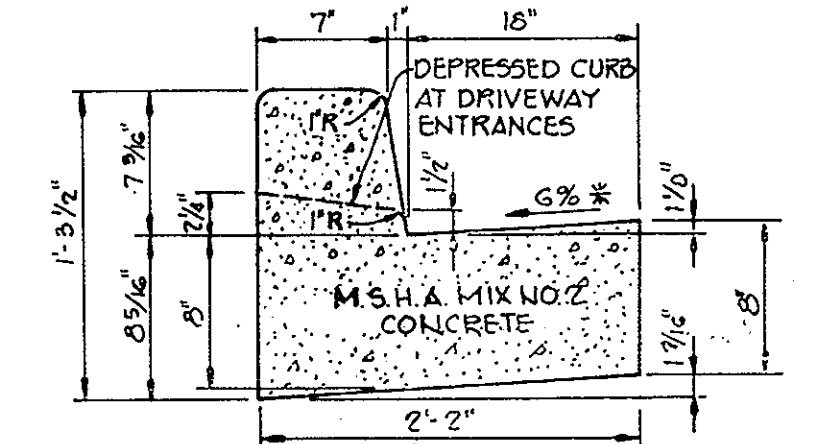 7"
1"
18"
DEPRESSED CURB
AT DRIVEWAY
ENTRANCES
1"R
1'-3 1/2"
7 3/16"
2 1/4"
1 1/2"
6% *
1 1/8"
1"R
8 5/16"
8"
M.S.H.A. MIX NO.2
CONCRETE
8"
1 7/16"
2'-2"